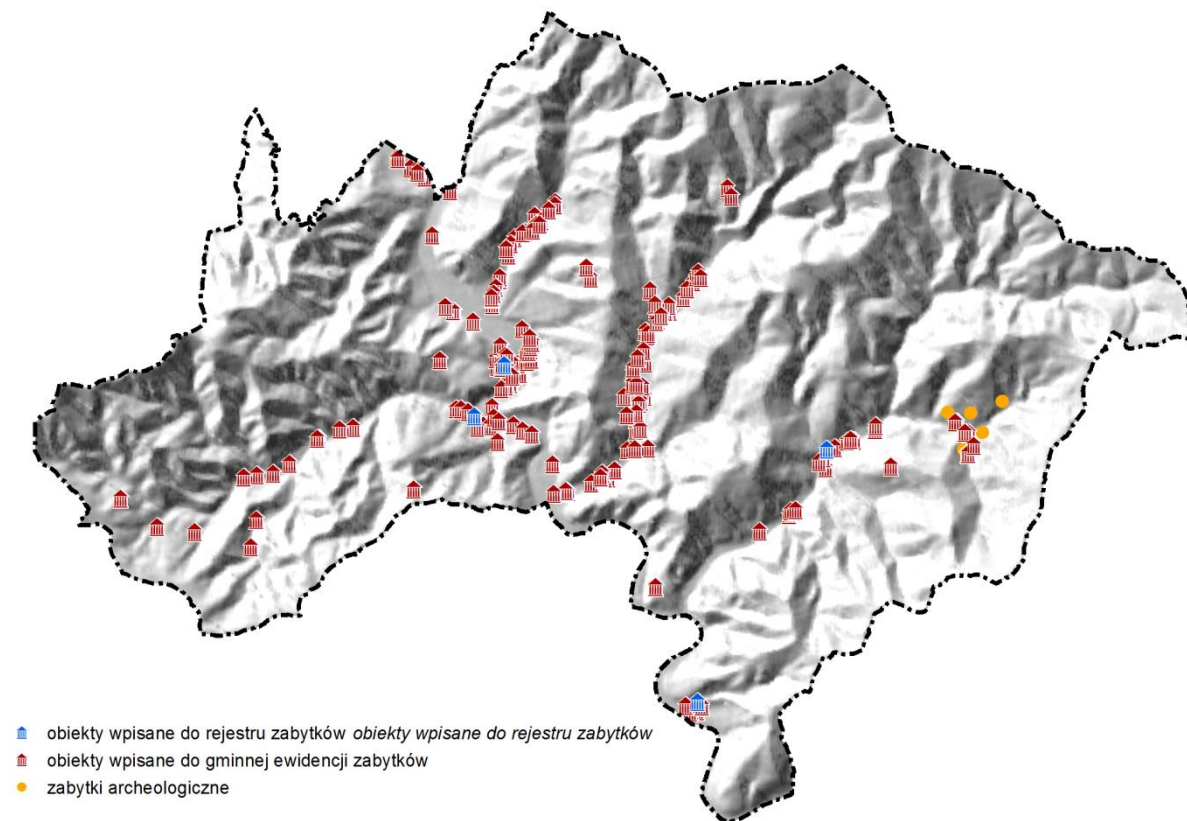 obiekty wpisane do rejestru zabytków obiekty wpisane do rejestru zabytków
obiekty wpisane do gminnej ewidencji zabytków
zabytki archeologiczne